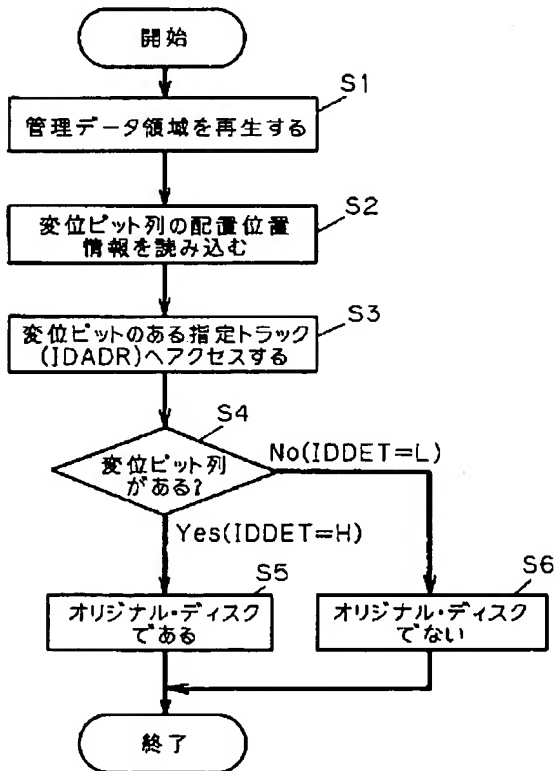 開始
S1
管理データ領域を再生する
S2
変位ピット列の配置位置
情報を読み込む
S3
変位ピットのある指定トラック
(IDADR)へアクセスする
S4
変位ピット列
がある?
No(IDDET=L)
Yes(IDDET=H)
S5
オリジナル・ディスク
である
S6
オリジナル・ディスク
でない
終了